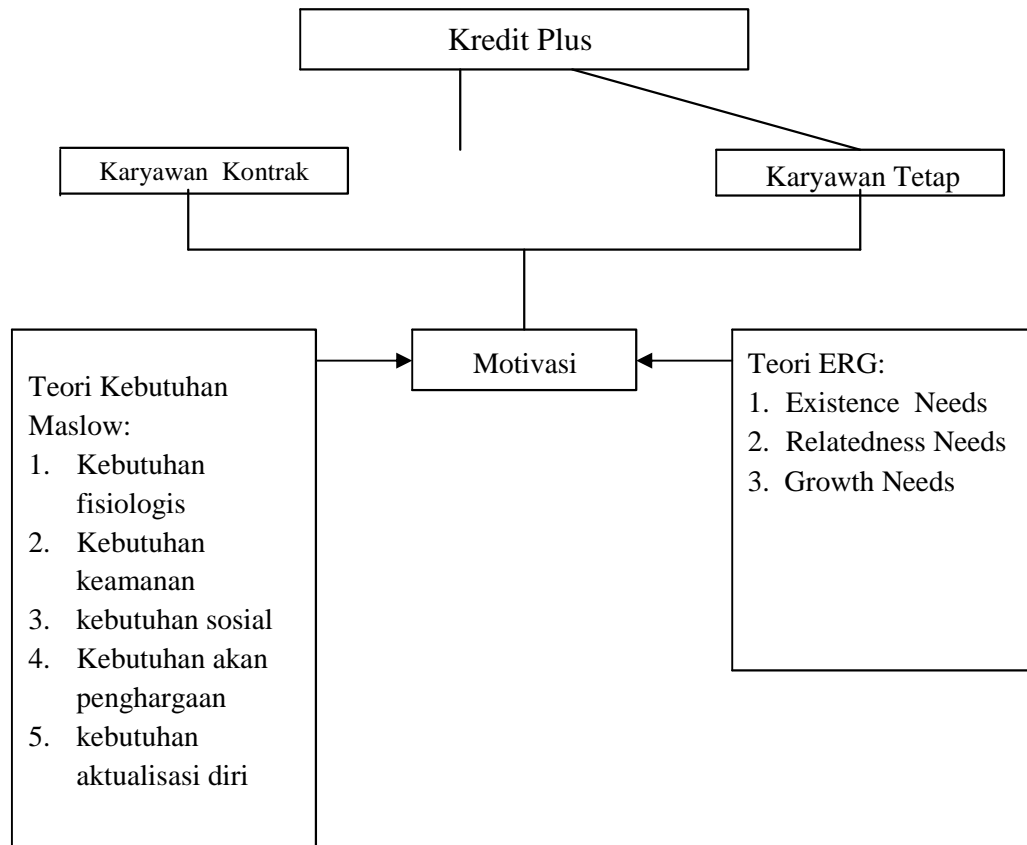 Kredit Plus
Karyawan Kontrak
Karyawan Tetap
Teori Kebutuhan
Maslow:
1. Kebutuhan
fisiologis
2. Kebutuhan
keamanan
3. kebutuhan sosial
4. Kebutuhan akan
penghargaan
5. kebutuhan
aktualisasi diri
Motivasi
Teori ERG:
1. Existence Needs
2. Relatedness Needs
3. Growth Needs